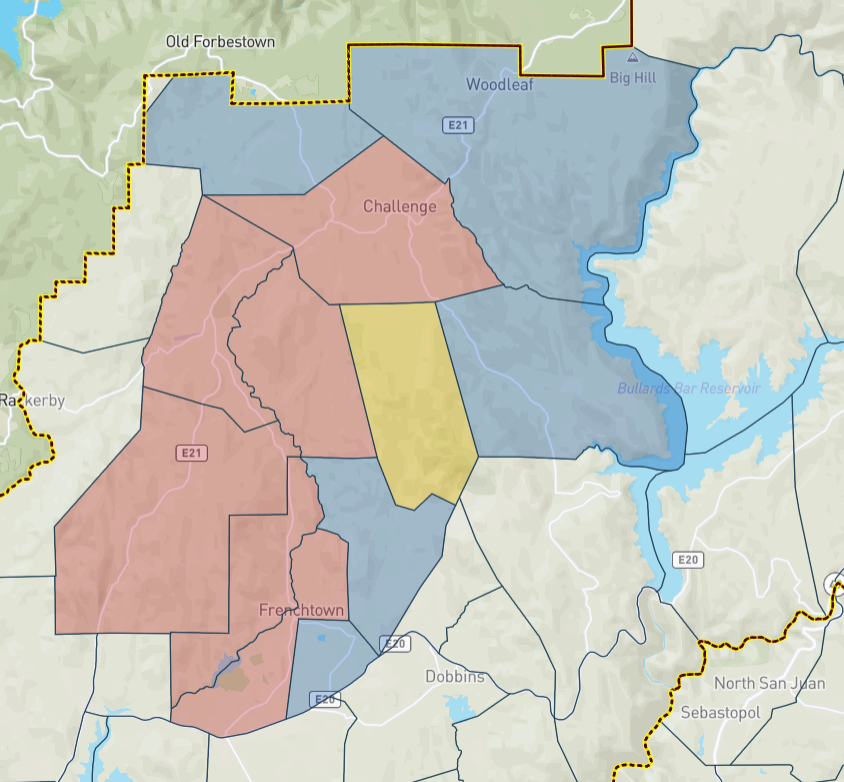 Old Forbestown
Woodleaf
Big Hill
E21
Challenge
Bullards Bar Reservoir
Rackerby
E21
E20
Frenchtown
E20
Dobbins
North San Juan
E20
Sebastopol